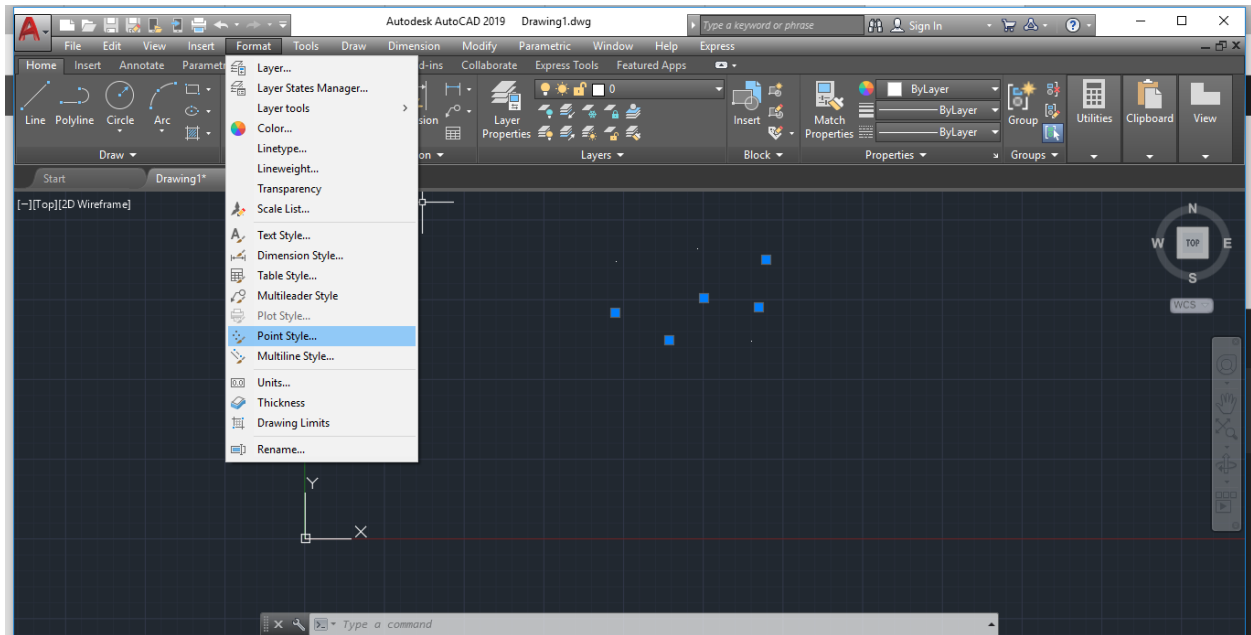 Autodesk AutoCAD 2019 Drawing1.dwg Type a keyword or phrase Sign In
File Edit View Insert Format Tools Draw Dimension Modify Parametric Window Help Express
Home Insert Annotate Paramet d-ins Collaborate Express Tools Featured Apps
Line Polyline Circle Arc
Draw
sion
on
Layer
Properties
0
Layers
Insert
Block
Match
Properties
ByLayer
ByLayer
ByLayer
Properties
Group
Groups
Utilities
Clipboard
View
Start Drawing1*
[−][Top][2D Wireframe]
Layer...
Layer States Manager...
Layer tools
Color...
Linetype...
Lineweight...
Transparency
Scale List...
Text Style...
Dimension Style...
Table Style...
Multileader Style
Plot Style...
Point Style...
Multiline Style...
Units...
Thickness
Drawing Limits
Rename...
N
W TOP E
S
WCS
Y
X
Type a command